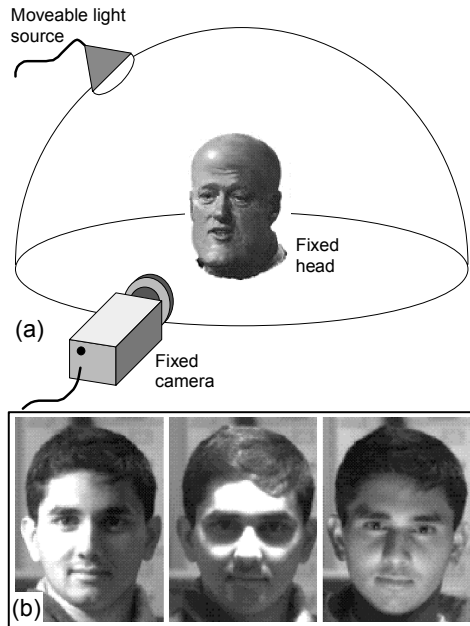 Moveable light
source
Fixed
head
(a)
Fixed
camera
(b)